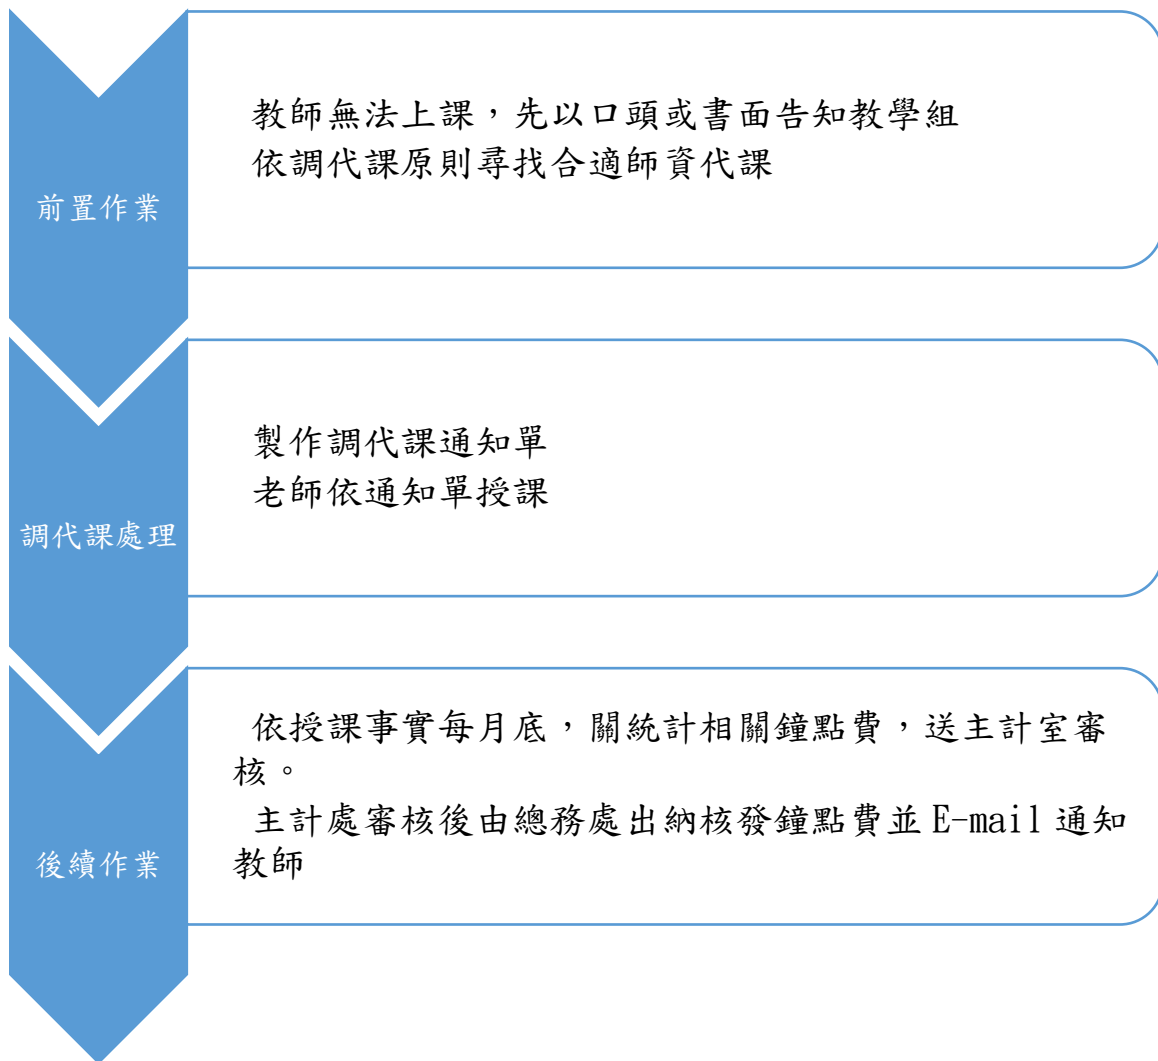 前置作業
教師無法上課，先以口頭或書面告知教學組
依調代課原則尋找合適師資代課
調代課處理
製作調代課通知單
老師依通知單授課
後續作業
依授課事實每月底，關統計相關鐘點費，送主計室審
核。
主計處審核後由總務處出納核發鐘點費並 E-mail 通知
教師